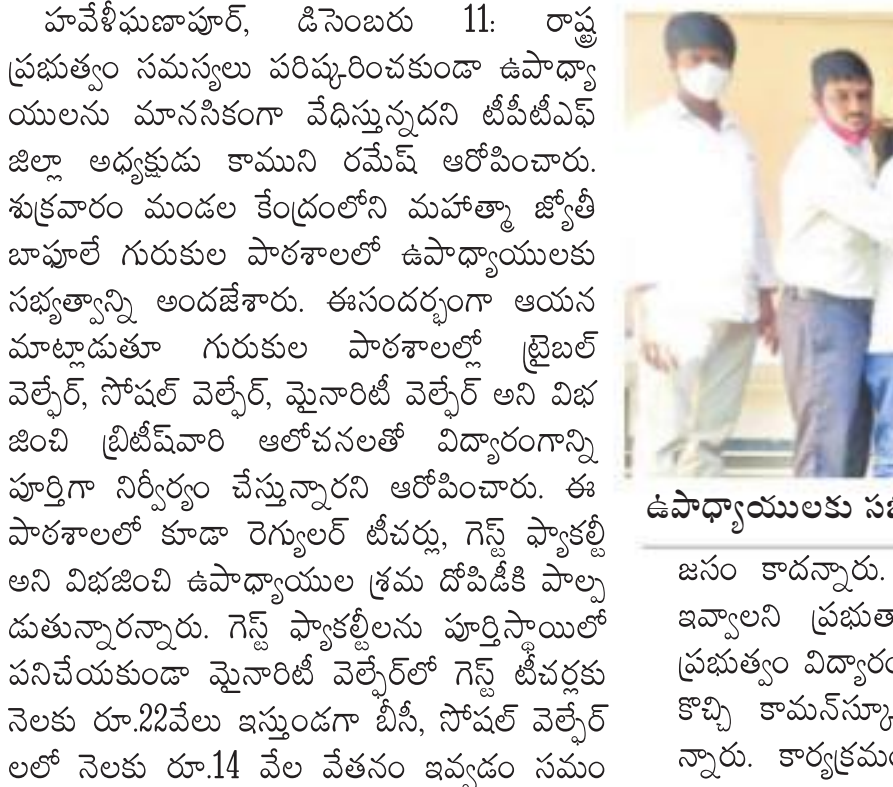 హవేళీఘణాపూర్, డిసెంబరు 11: రాష్ట్ర
ప్రభుత్వం సమస్యలు పరిష్కరించకుండా ఉపాధ్యా
యులను మానసికంగా వేధిస్తున్నదని టీపీటీఎఫ్
జిల్లా అధ్యక్షుడు కాముని రమేష్ ఆరోపించారు.
శుక్రవారం మండల కేంద్రంలోని మహాత్మా జ్యోతీ
బాఫూలే గురుకుల పాఠశాలలో ఉపాధ్యాయులకు
సభ్యత్వాన్ని అందజేశారు. ఈసందర్భంగా ఆయన
మాట్లాడుతూ గురుకుల పాఠశాలల్లో ట్రైబల్
వెల్ఫేర్, సోషల్ వెల్ఫేర్, మైనారిటీ వెల్ఫేర్ అని విభ
జించి బ్రిటీష్‌వారి ఆలోచనలతో విద్యారంగాన్ని
పూర్తిగా నిర్వీర్యం చేస్తున్నారని ఆరోపించారు. ఈ
పాఠశాలలో కూడా రెగ్యులర్ టీచర్లు, గెస్ట్ ఫ్యాకల్టీ
అని విభజించి ఉపాధ్యాయుల శ్రమ దోపిడీకి పాల్ప
డుతున్నారన్నారు. గెస్ట్ ఫ్యాకల్టీలను పూర్తిస్థాయిలో
పనిచేయకుండా మైనారిటీ వెల్ఫేర్‌లో గెస్ట్ టీచర్లకు
నెలకు రూ.22వేలు ఇస్తుండగా బీసీ, సోషల్ వెల్ఫేర్
లలో నెలకు రూ.14 వేల వేతనం ఇవ్వడం సమం
ఉపాధ్యాయులకు
జసం కాదన్నారు.
ఇవ్వాలని
ప్రభుత్వం
కొచ్చి
న్నారు.